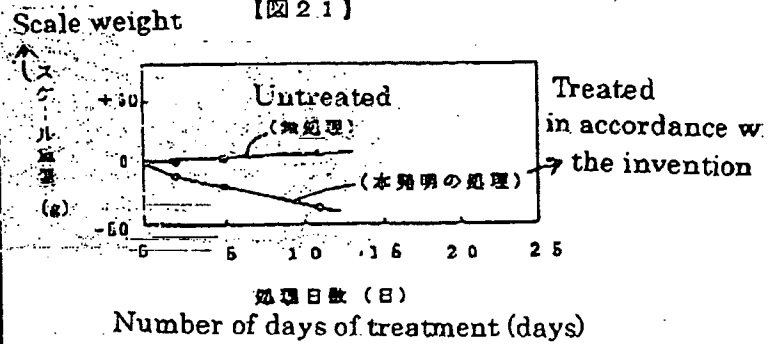 【図21】
Scale weight
スケール重量
(g)
+50
0
-50
Untreated
(無処理)
(本発明の処理)
Treated
in accordance w
the invention
0 5 10 15 20 25
処理日数(日)
Number of days of treatment (days)